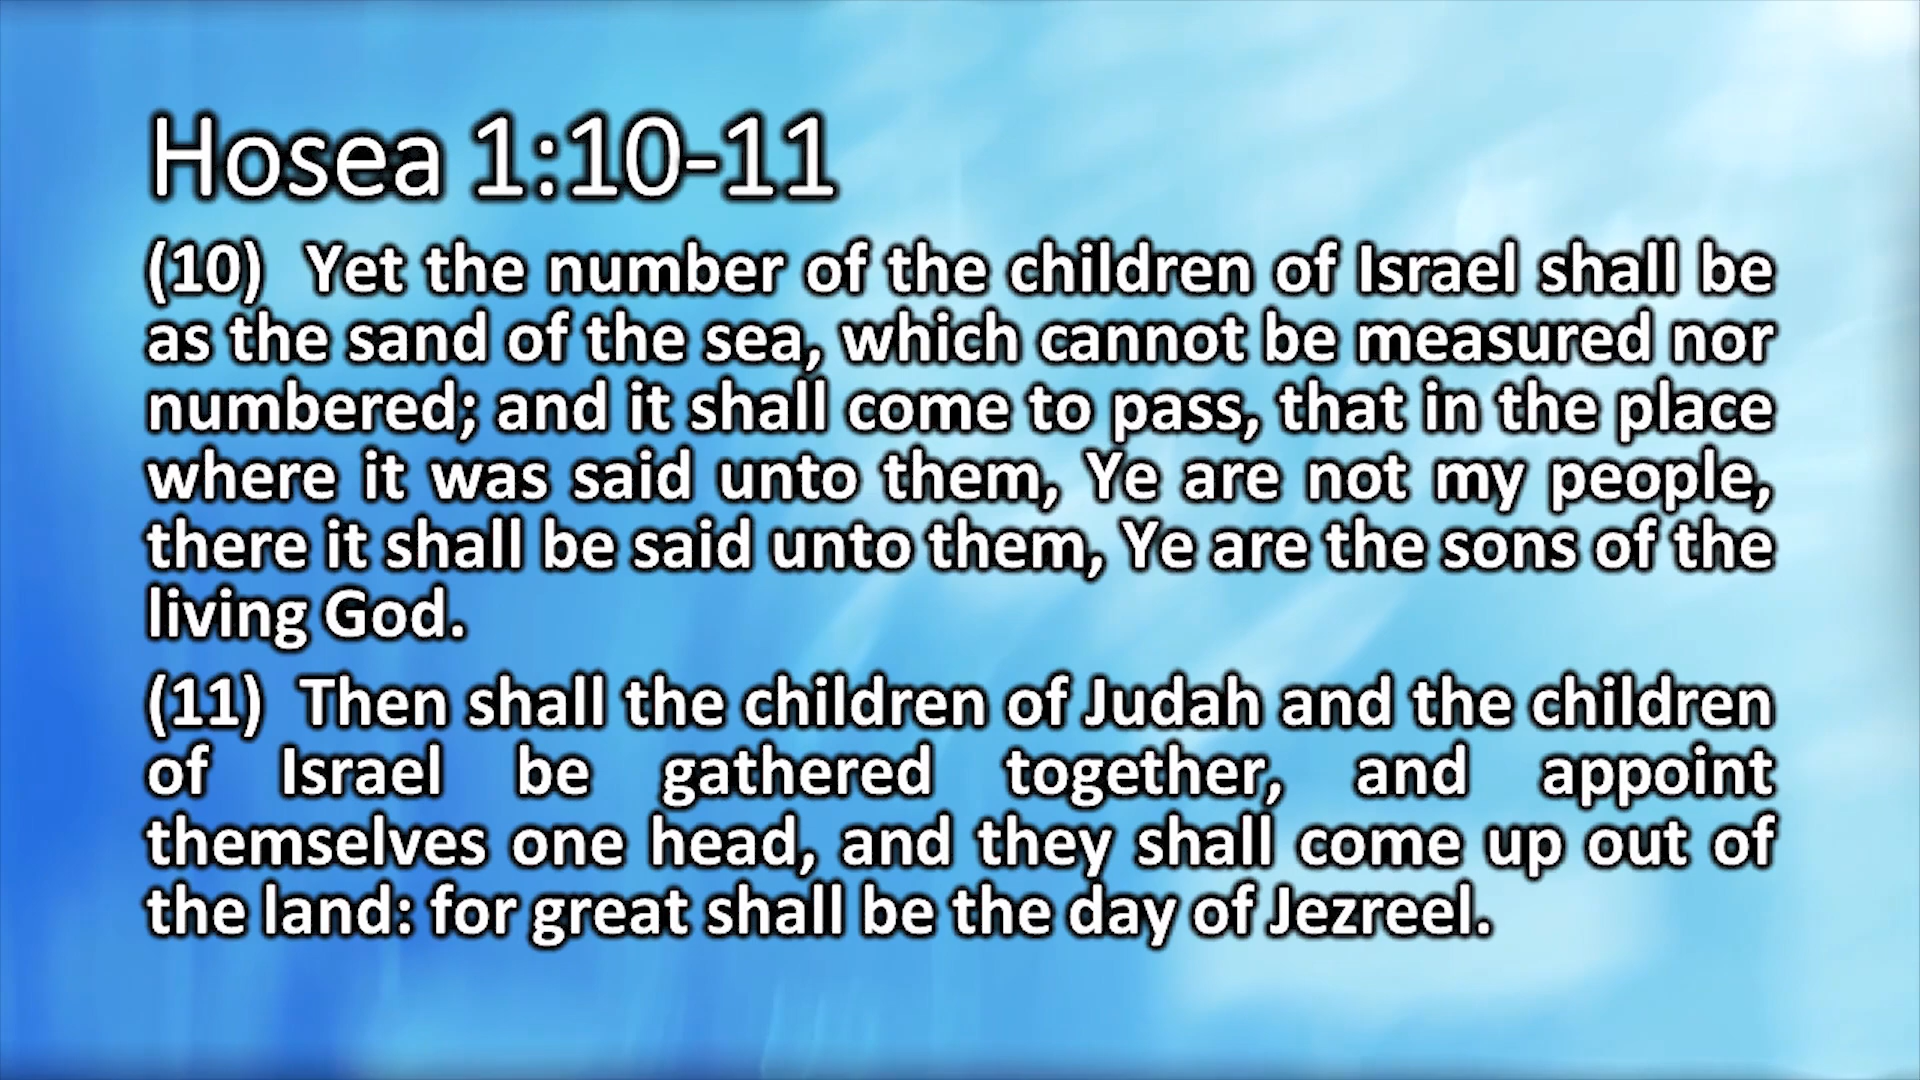 Hosea 1:10-11
(10) Yet the number of the children of Israel shall be
as the sand of the sea, which cannot be measured nor
numbered; and it shall come to pass, that in the place
where it was said unto them, Ye are not my people,
there it shall be said unto them, Ye are the sons of the
living God.
(11) Then shall the children of Judah and the children
of Israel be gathered together, and appoint
themselves one head, and they shall come up out of
the land: for great shall be the day of Jezreel.